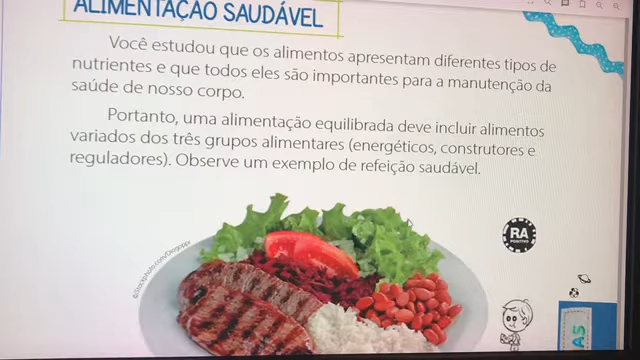 ALIMENTAÇÃO SAUDÁVEL
Você estudou que os alimentos apresentam diferentes tipos de
nutrientes e que todos eles são importantes para a manutenção da
saúde de nosso corpo.
Portanto, uma alimentação equilibrada deve incluir alimentos
variados dos três grupos alimentares (energéticos, construtores e
reguladores). Observe um exemplo de refeição saudável.
RA
POSITIVO
AS